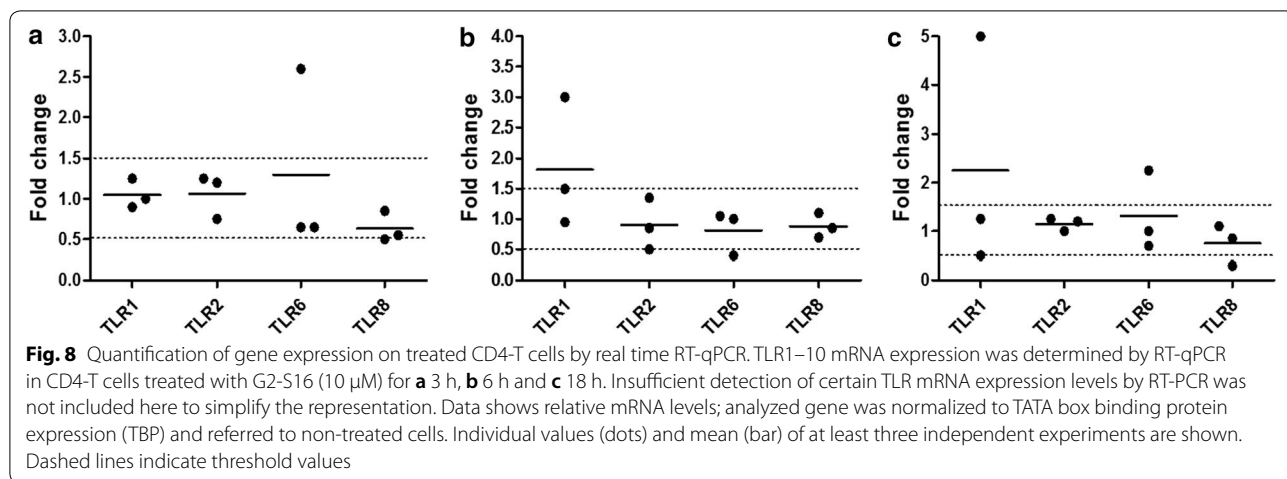 a
3.0
2.5
2.0
1.5
1.0
0.5
0.0
Fold change
TLR1 TLR2 TLR6 TLR8
b
4.0
3.5
3.0
2.5
2.0
1.5
1.0
0.5
0.0
Fold change
TLR1 TLR2 TLR6 TLR8
c
5
4
3
2
1
0
Fold change
TLR1 TLR2 TLR6 TLR8
Fig. 8 Quantification of gene expression on treated CD4-T cells by real time RT-qPCR. TLR1–10 mRNA expression was determined by RT-qPCR
in CD4-T cells treated with G2-S16 (10 μM) for a 3 h, b 6 h and c 18 h. Insufficient detection of certain TLR mRNA expression levels by RT-PCR was
not included here to simplify the representation. Data shows relative mRNA levels; analyzed gene was normalized to TATA box binding protein
expression (TBP) and referred to non-treated cells. Individual values (dots) and mean (bar) of at least three independent experiments are shown.
Dashed lines indicate threshold values